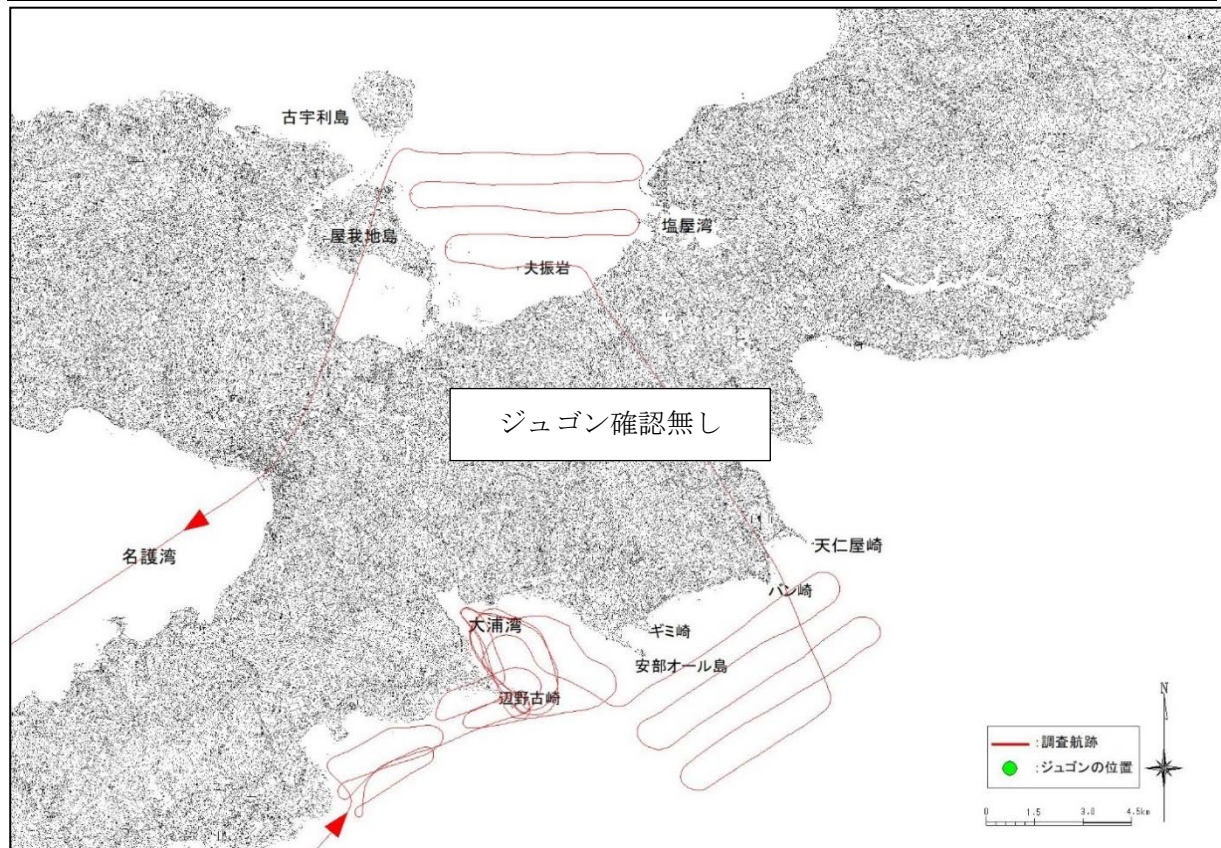 古宇利島
屋我地島
塩屋湾
夫振岩
ジュゴン確認無し
名護湾
天仁屋崎
バン崎
大浦湾
ギミ崎
安部オール島
辺野古崎
N
:調査航跡
:ジュゴンの位置
0 1.5 3.0 4.5km